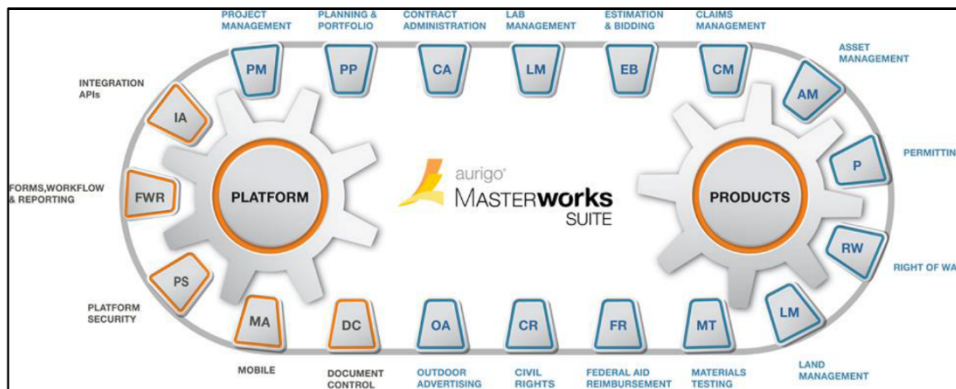 PROJECT
MANAGEMENT
PLANNING &
PORTFOLIO
CONTRACT
ADMINISTRATION
LAB
MANAGEMENT
ESTIMATION
& BIDDING
CLAIMS
MANAGEMENT
ASSET
MANAGEMENT
PM
PP
CA
LM
EB
CM
AM
INTEGRATION
APIs
IA
P
PERMITTIN
FORMS,WORKFLOW
& REPORTING
FWR
PLATFORM
aurigo®
MASTERWORKS
SUITE
PRODUCTS
RW
RIGHT OF WA
PS
PLATFORM
SECURITY
MA
DC
OA
CR
FR
MT
LM
MOBILE
DOCUMENT
CONTROL
OUTDOOR
ADVERTISING
CIVIL
RIGHTS
FEDERAL AID
REIMBURSEMENT
MATERIALS
TESTING
LAND
MANAGEMENT